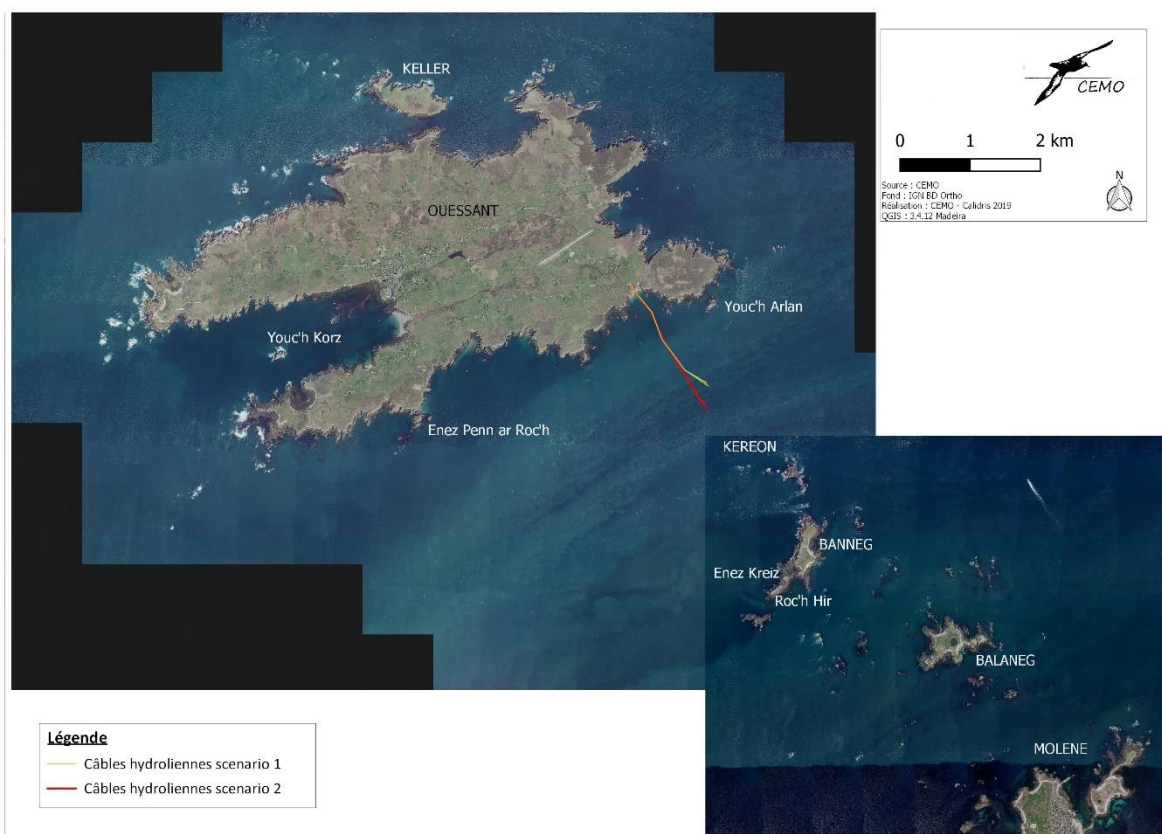 KELLER
CEMO
0 1 2 km
Source : CEMO
Fond : IGN BD Ortho
Réalisation : CEMO - Calidris 2019
QGIS : 3.4.12 Madeira
N
OUESSANT
Youc'h Arlan
Youc'h Korz
Enez Penn ar Roc'h
KEREON
BANNEG
Enez Kreiz
Roc'h Hir
BALANEG
MOLENE
Légende
Câbles hydroliennes scenario 1
Câbles hydroliennes scenario 2